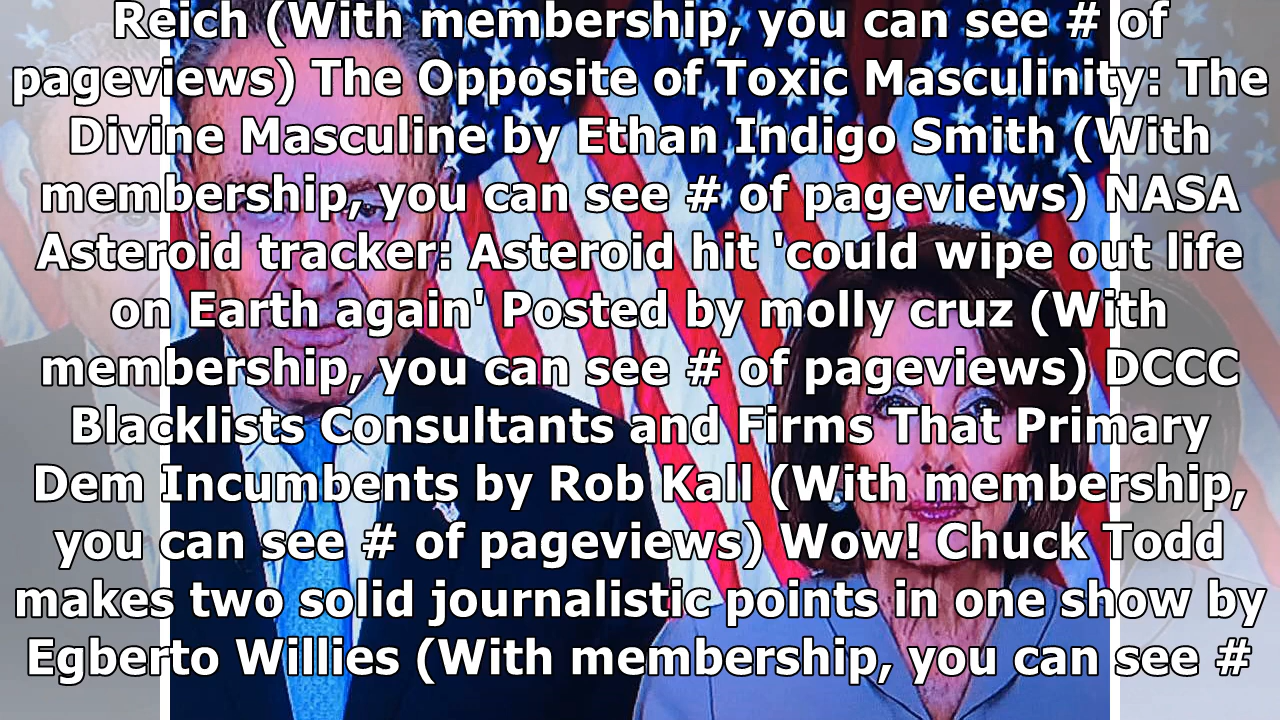 Reich (With membership, you can see # of
pageviews) The Opposite of Toxic Masculinity: The
Divine Masculine by Ethan Indigo Smith (With
membership, you can see # of pageviews) NASA
Asteroid tracker: Asteroid hit 'could wipe out life
on Earth again' Posted by molly cruz (With
membership, you can see # of pageviews) DCCC
Blacklists Consultants and Firms That Primary
Dem Incumbents by Rob Kall (With membership,
you can see # of pageviews) Wow! Chuck Todd
makes two solid journalistic points in one show by
Egberto Willies (With membership, you can see #